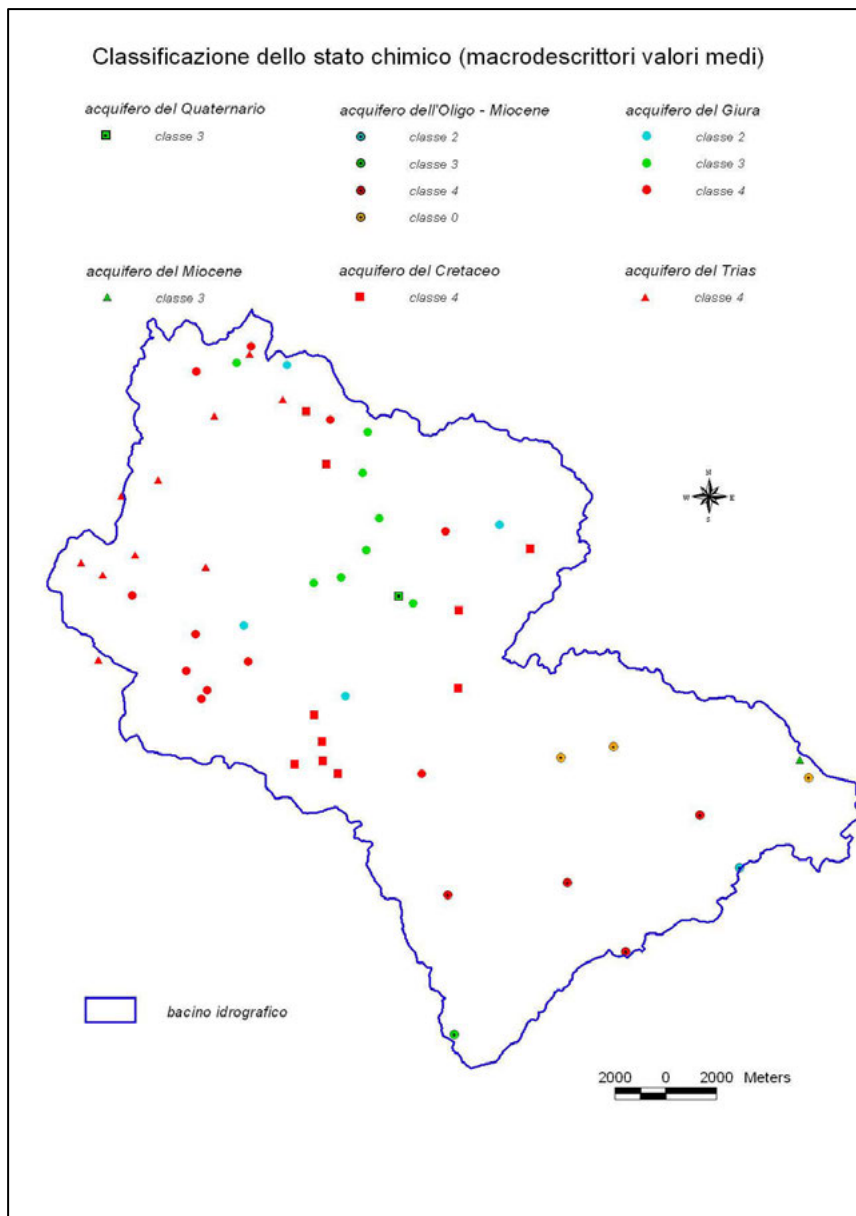 Classificazione dello stato chimico (macrodescrittori valori medi)
acquifero del Quaternario
classe 3
acquifero dell'Oligo - Miocene
classe 2
classe 3
classe 4
classe 0
acquifero del Giura
classe 2
classe 3
classe 4
acquifero del Miocene
classe 3
acquifero del Cretaceo
classe 4
acquifero del Trias
classe 4
N
W E
S
bacino idrografico
2000 0 2000 Meters